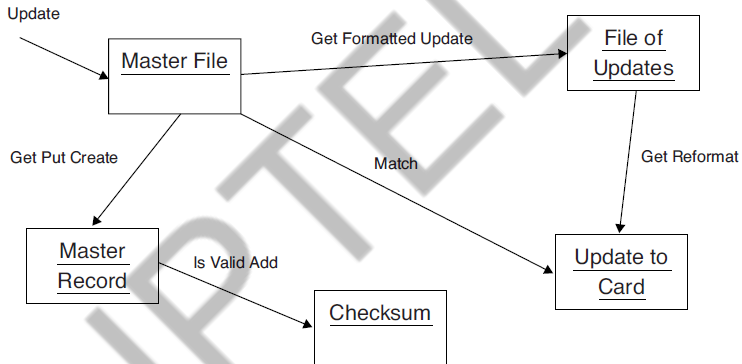 Update
Master File
Get Formatted Update
File of
Updates
Get Put Create
Match
Get Reformat
Master
Record
Is Valid Add
Update to
Card
Checksum